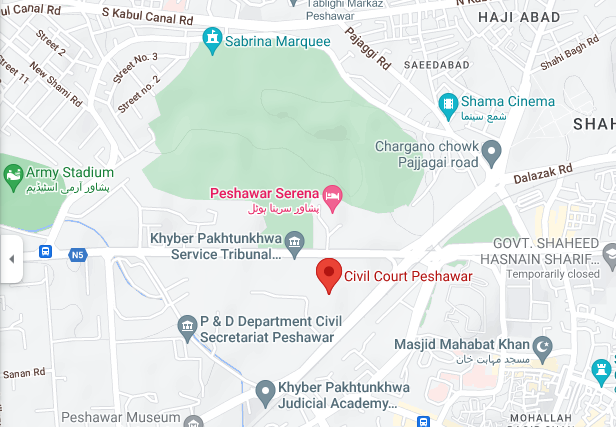 Tablighi Markaz
Peshawar
S Kabul Canal Rd
S Kabul Canal Rd
HAJI ABAD
Street 2
Sabrina Marquee
Pajaggi Rd
Street No. 3
SAEEDABAD
Shahi Bagh Rd
Street 1
New Shami Rd
Street no. 2
Shama Cinema
شمع سینما
SHAH
Chargano chowk
Pajjagai road
Army Stadium
پشاور آرمی اسٹیڈیم
Dalazak Rd
Peshawar Serena
پشاور سرینا ہوٹل
Khyber Pakhtunkhwa
Service Tribunal...
N5
GOVT. SHAHEED
HASNAIN SHARIF...
Temporarily closed
Civil Court Peshawar
P & D Department Civil
Secretariat Peshawar
Masjid Mahabat Khan
مسجد مہابت خان
Sanan Rd
Khyber Pakhtunkhwa
Judicial Academy...
Peshawar Museum
MOHALLAH